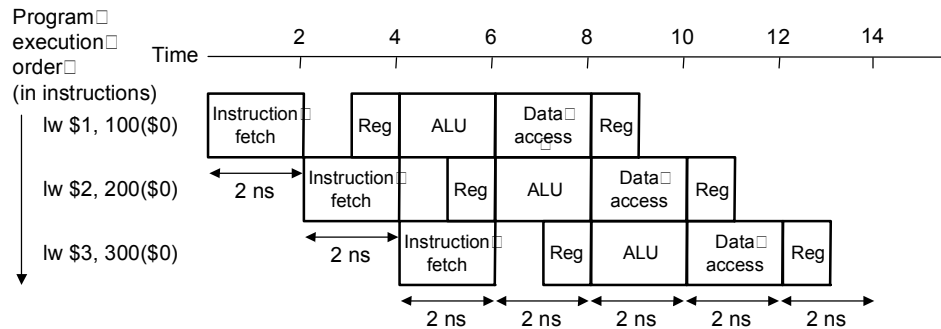 Program
execution
order
(in instructions)
Time
2 4 6 8 10 12 14
lw $1, 100($0)
Instruction
fetch
Reg
ALU
Data
access
Reg
lw $2, 200($0)
2 ns
Instruction
fetch
Reg
ALU
Data
access
Reg
lw $3, 300($0)
2 ns
Instruction
fetch
Reg
ALU
Data
access
Reg
2 ns 2 ns 2 ns 2 ns 2 ns